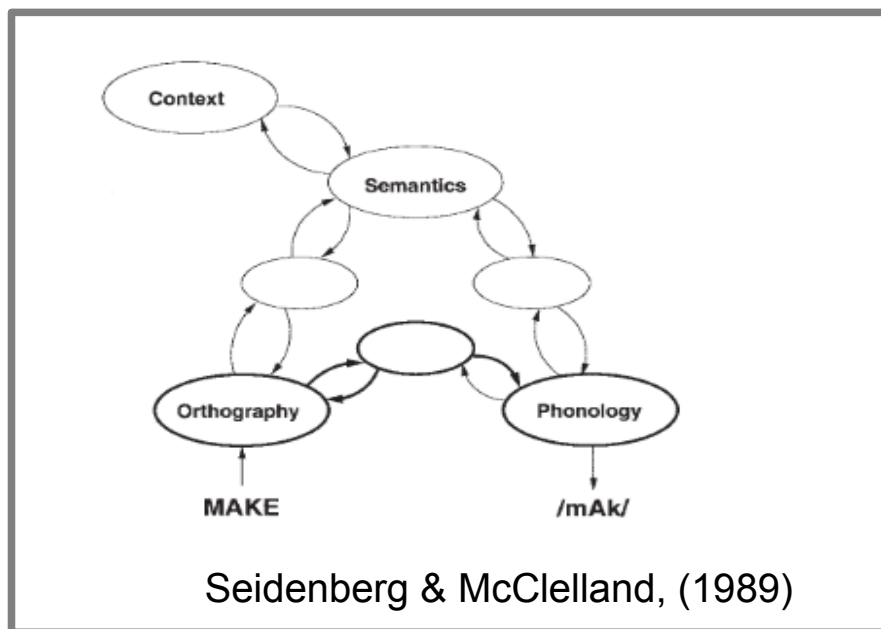 Context
Semantics
Orthography
Phonology
MAKE
/mAk/
Seidenberg & McClelland, (1989)